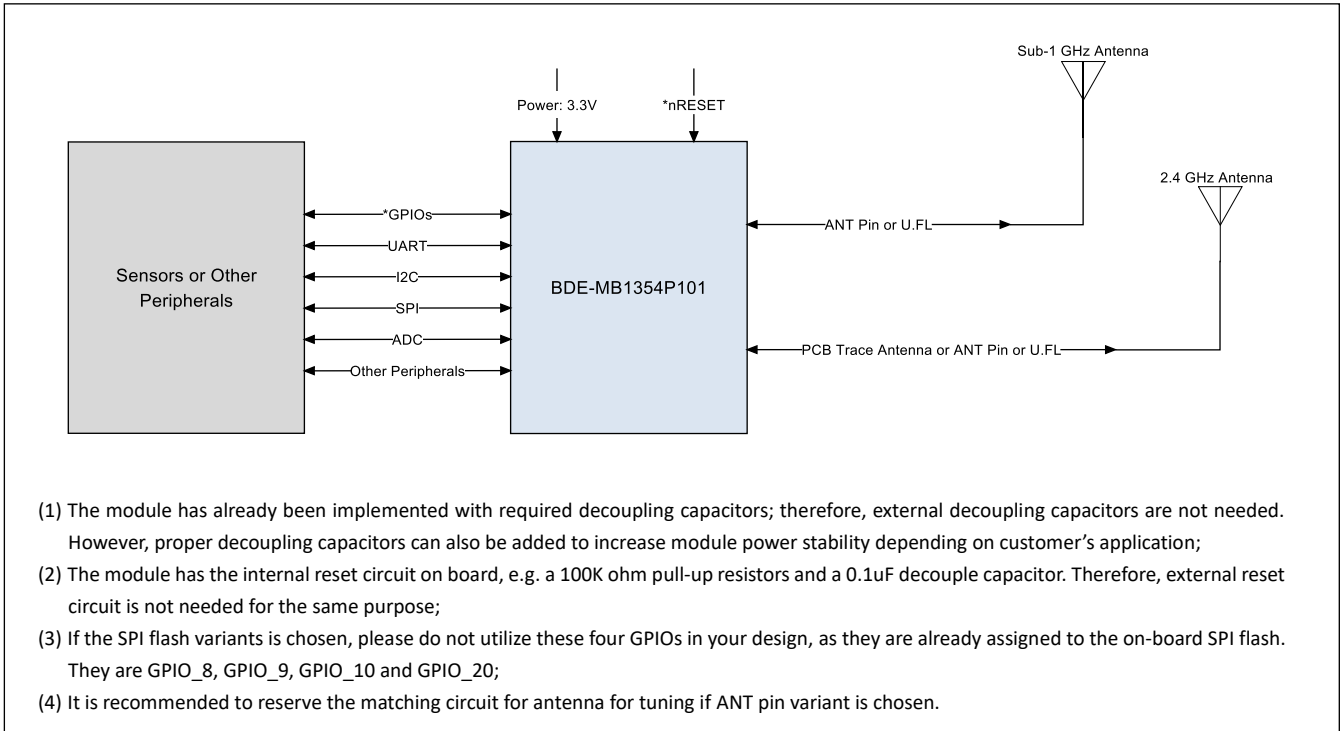 Sub-1 GHz Antenna
Power: 3.3V
*nRESET
2.4 GHz Antenna
*GPIOs
ANT Pin or U.FL
UART
Sensors or Other
Peripherals
I2C
BDE-MB1354P101
SPI
ADC
PCB Trace Antenna or ANT Pin or U.FL
Other Peripherals
(1) The module has already been implemented with required decoupling capacitors; therefore, external decoupling capacitors are not needed.
However, proper decoupling capacitors can also be added to increase module power stability depending on customer’s application;
(2) The module has the internal reset circuit on board, e.g. a 100K ohm pull-up resistors and a 0.1uF decouple capacitor. Therefore, external reset
circuit is not needed for the same purpose;
(3) If the SPI flash variants is chosen, please do not utilize these four GPIOs in your design, as they are already assigned to the on-board SPI flash.
They are GPIO_8, GPIO_9, GPIO_10 and GPIO_20;
(4) It is recommended to reserve the matching circuit for antenna for tuning if ANT pin variant is chosen.